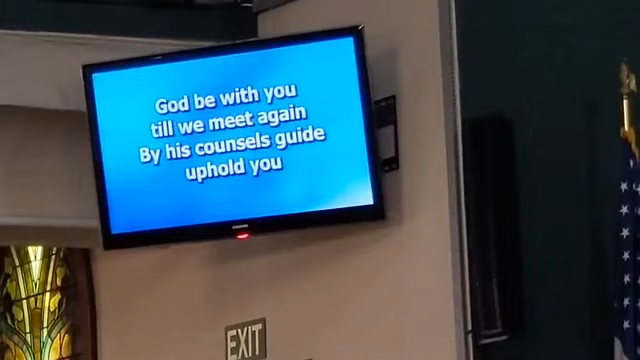 God be with you
till we meet again
By his counsels guide
uphold you
EXIT